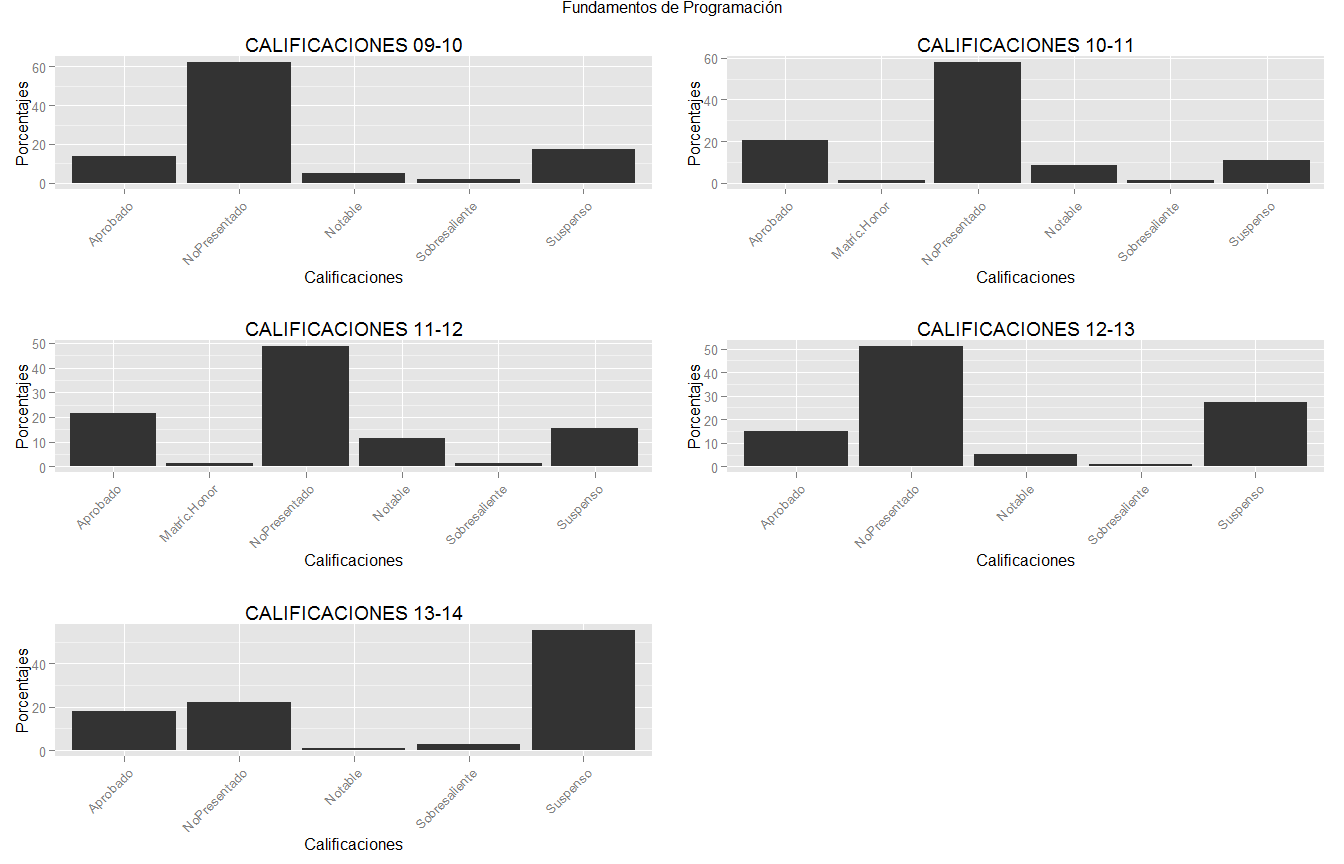 Fundamentos de Programación
CALIFICACIONES 09-10
Porcentajes
60
40
20
0
Aprobado
NoPresentado
Notable
Sobresaliente
Suspenso
Calificaciones
CALIFICACIONES 10-11
Porcentajes
60
40
20
0
Aprobado
Matríc.Honor
NoPresentado
Notable
Sobresaliente
Suspenso
Calificaciones
CALIFICACIONES 11-12
Porcentajes
50
40
30
20
10
0
Aprobado
Matríc.Honor
NoPresentado
Notable
Sobresaliente
Suspenso
Calificaciones
CALIFICACIONES 12-13
Porcentajes
50
40
30
20
10
0
Aprobado
NoPresentado
Notable
Sobresaliente
Suspenso
Calificaciones
CALIFICACIONES 13-14
Porcentajes
40
20
0
Aprobado
NoPresentado
Notable
Sobresaliente
Suspenso
Calificaciones